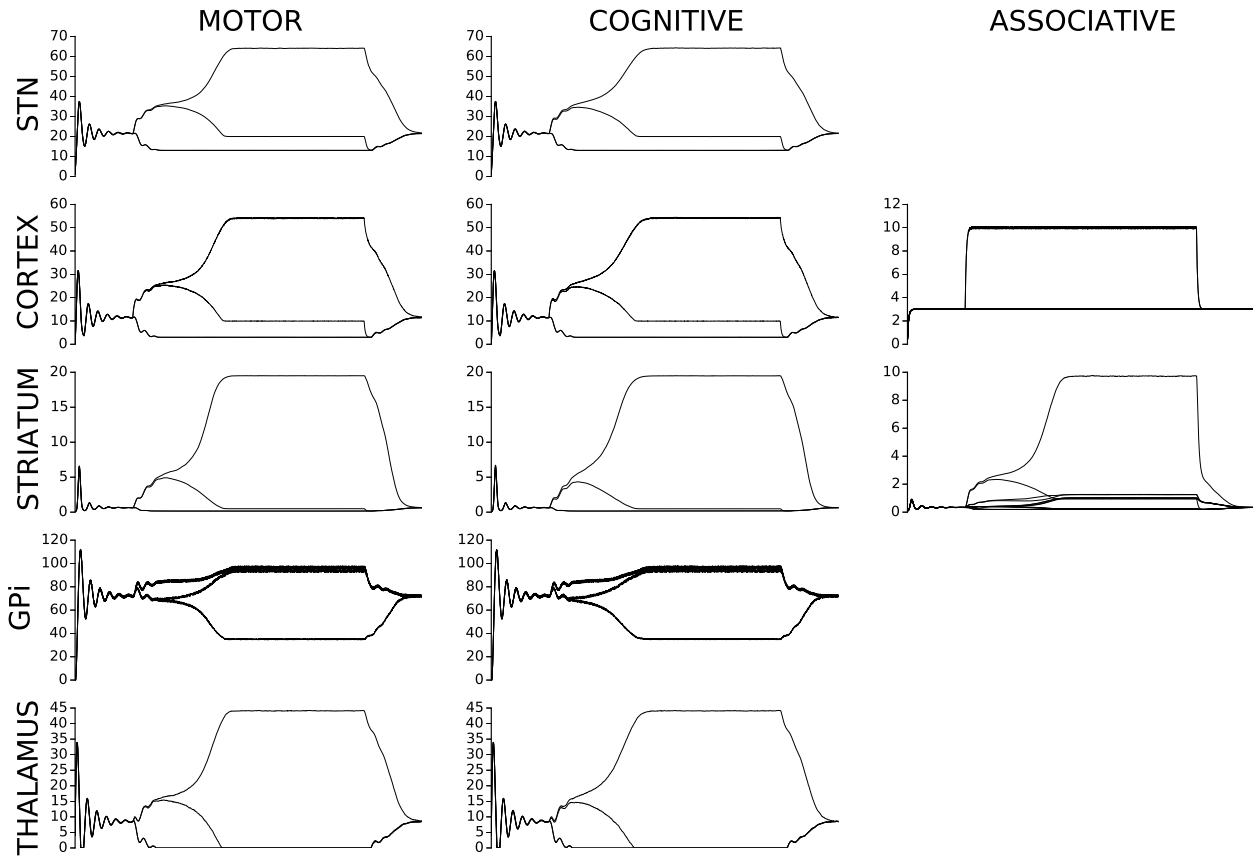 MOTOR COGNITIVE ASSOCIATIVE
STN
70 60 50 40 30 20 10 0
70 60 50 40 30 20 10 0
CORTEX
60 50 40 30 20 10 0
60 50 40 30 20 10 0
12 10 8 6 4 2 0
STRIATUM
20 15 10 5 0
20 15 10 5 0
10 8 6 4 2 0
GPi
120 100 80 60 40 20 0
120 100 80 60 40 20 0
THALAMUS
45 40 35 30 25 20 15 10 5 0
45 40 35 30 25 20 15 10 5 0